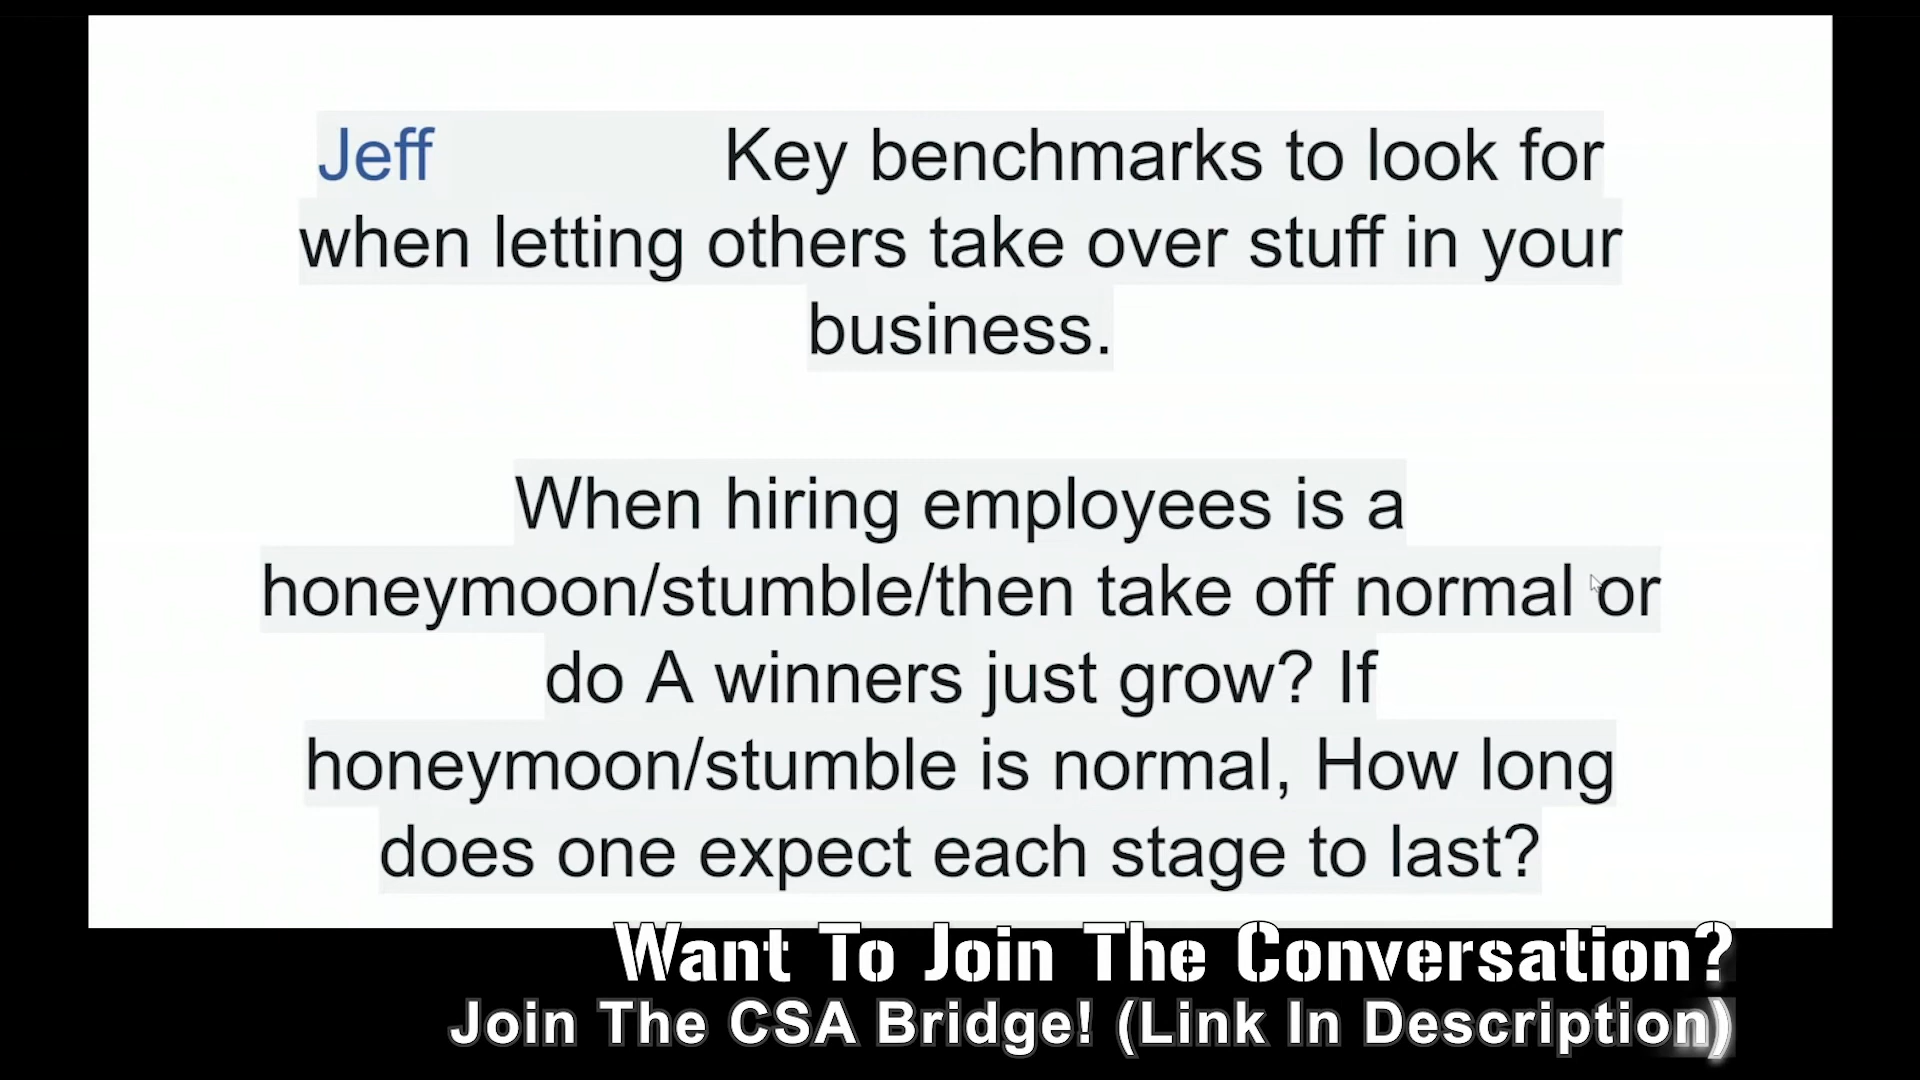 Jeff Key benchmarks to look for
when letting others take over stuff in your
business.
When hiring employees is a
honeymoon/stumble/then take off normal or
do A winners just grow? If
honeymoon/stumble is normal, How long
does one expect each stage to last?
Want To Join The Conversation?
Join The CSA Bridge! (Link In Description)